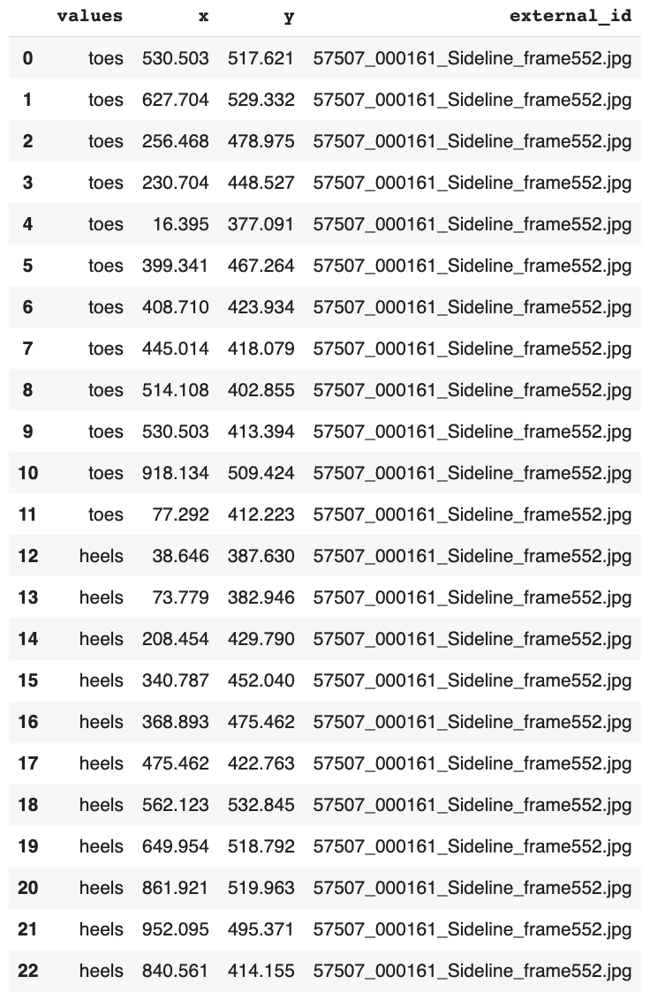 values x y external_id
0 toes 530.503 517.621 57507_000161_Sideline_frame552.jpg
1 toes 627.704 529.332 57507_000161_Sideline_frame552.jpg
2 toes 256.468 478.975 57507_000161_Sideline_frame552.jpg
3 toes 230.704 448.527 57507_000161_Sideline_frame552.jpg
4 toes 16.395 377.091 57507_000161_Sideline_frame552.jpg
5 toes 399.341 467.264 57507_000161_Sideline_frame552.jpg
6 toes 408.710 423.934 57507_000161_Sideline_frame552.jpg
7 toes 445.014 418.079 57507_000161_Sideline_frame552.jpg
8 toes 514.108 402.855 57507_000161_Sideline_frame552.jpg
9 toes 530.503 413.394 57507_000161_Sideline_frame552.jpg
10 toes 918.134 509.424 57507_000161_Sideline_frame552.jpg
11 toes 77.292 412.223 57507_000161_Sideline_frame552.jpg
12 heels 38.646 387.630 57507_000161_Sideline_frame552.jpg
13 heels 73.779 382.946 57507_000161_Sideline_frame552.jpg
14 heels 208.454 429.790 57507_000161_Sideline_frame552.jpg
15 heels 340.787 452.040 57507_000161_Sideline_frame552.jpg
16 heels 368.893 475.462 57507_000161_Sideline_frame552.jpg
17 heels 475.462 422.763 57507_000161_Sideline_frame552.jpg
18 heels 562.123 532.845 57507_000161_Sideline_frame552.jpg
19 heels 649.954 518.792 57507_000161_Sideline_frame552.jpg
20 heels 861.921 519.963 57507_000161_Sideline_frame552.jpg
21 heels 952.095 495.371 57507_000161_Sideline_frame552.jpg
22 heels 840.561 414.155 57507_000161_Sideline_frame552.jpg